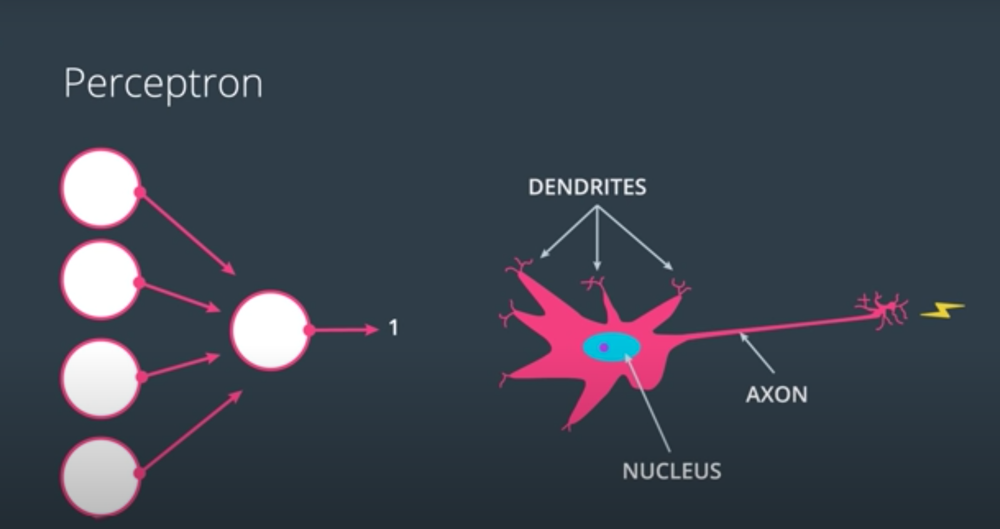 Perceptron
DENDRITES
1
AXON
NUCLEUS